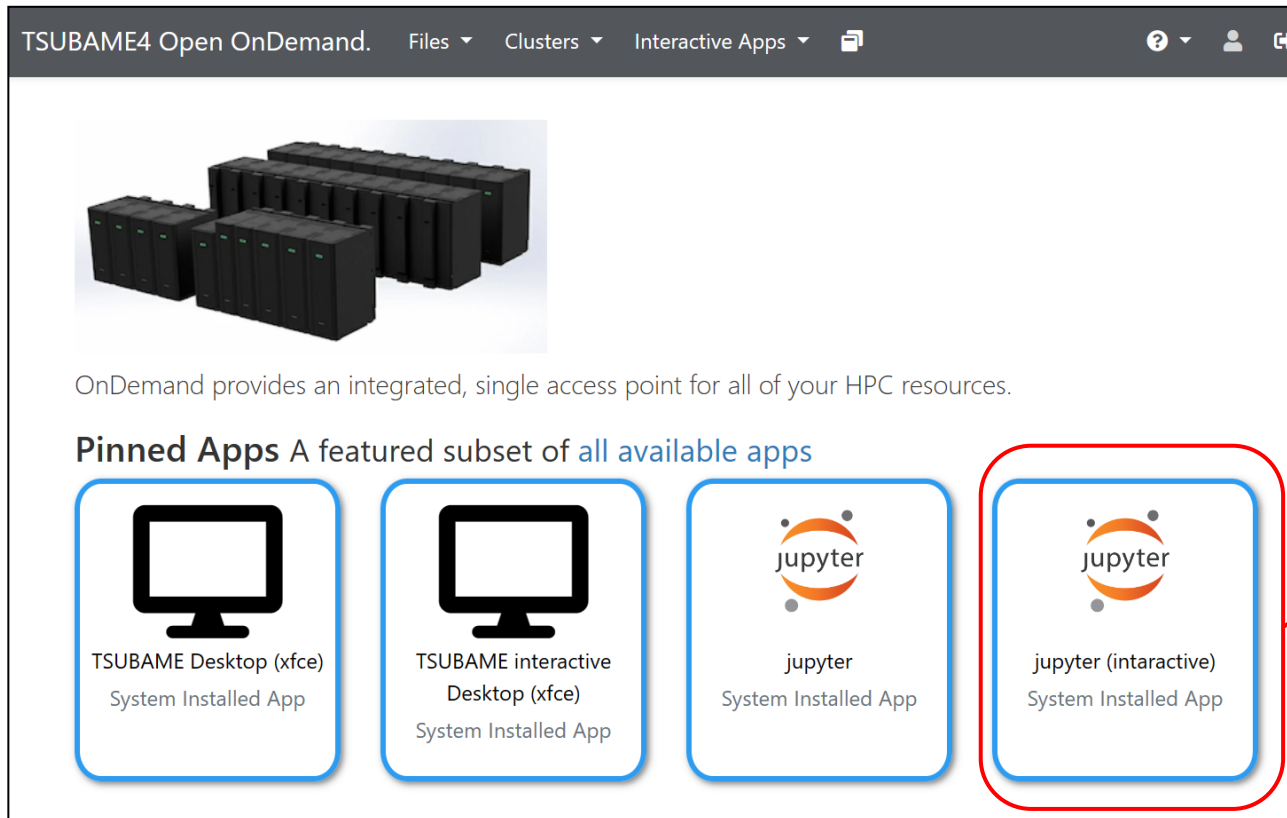 TSUBAME4 Open OnDemand. Files Clusters Interactive Apps
OnDemand provides an integrated, single access point for all of your HPC resources.
Pinned Apps A featured subset of all available apps
jupyter jupyter
TSUBAME Desktop (xfce)
System Installed App
TSUBAME interactive
Desktop (xfce)
System Installed App
jupyter
System Installed App
jupyter (intaractive)
System Installed App